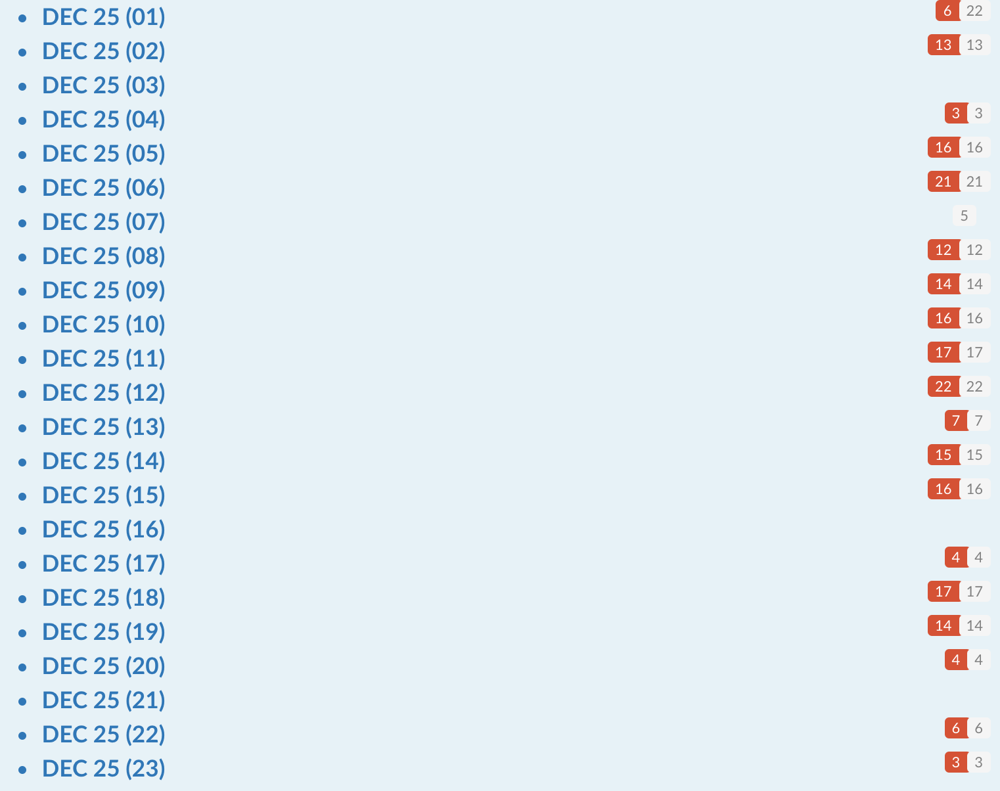 DEC 25 (01) 6 22
DEC 25 (02) 13 13
DEC 25 (03)
DEC 25 (04) 3 3
DEC 25 (05) 16 16
DEC 25 (06) 21 21
DEC 25 (07) 5
DEC 25 (08) 12 12
DEC 25 (09) 14 14
DEC 25 (10) 16 16
DEC 25 (11) 17 17
DEC 25 (12) 22 22
DEC 25 (13) 7 7
DEC 25 (14) 15 15
DEC 25 (15) 16 16
DEC 25 (16)
DEC 25 (17) 4 4
DEC 25 (18) 17 17
DEC 25 (19) 14 14
DEC 25 (20) 4 4
DEC 25 (21)
DEC 25 (22) 6 6
DEC 25 (23) 3 3